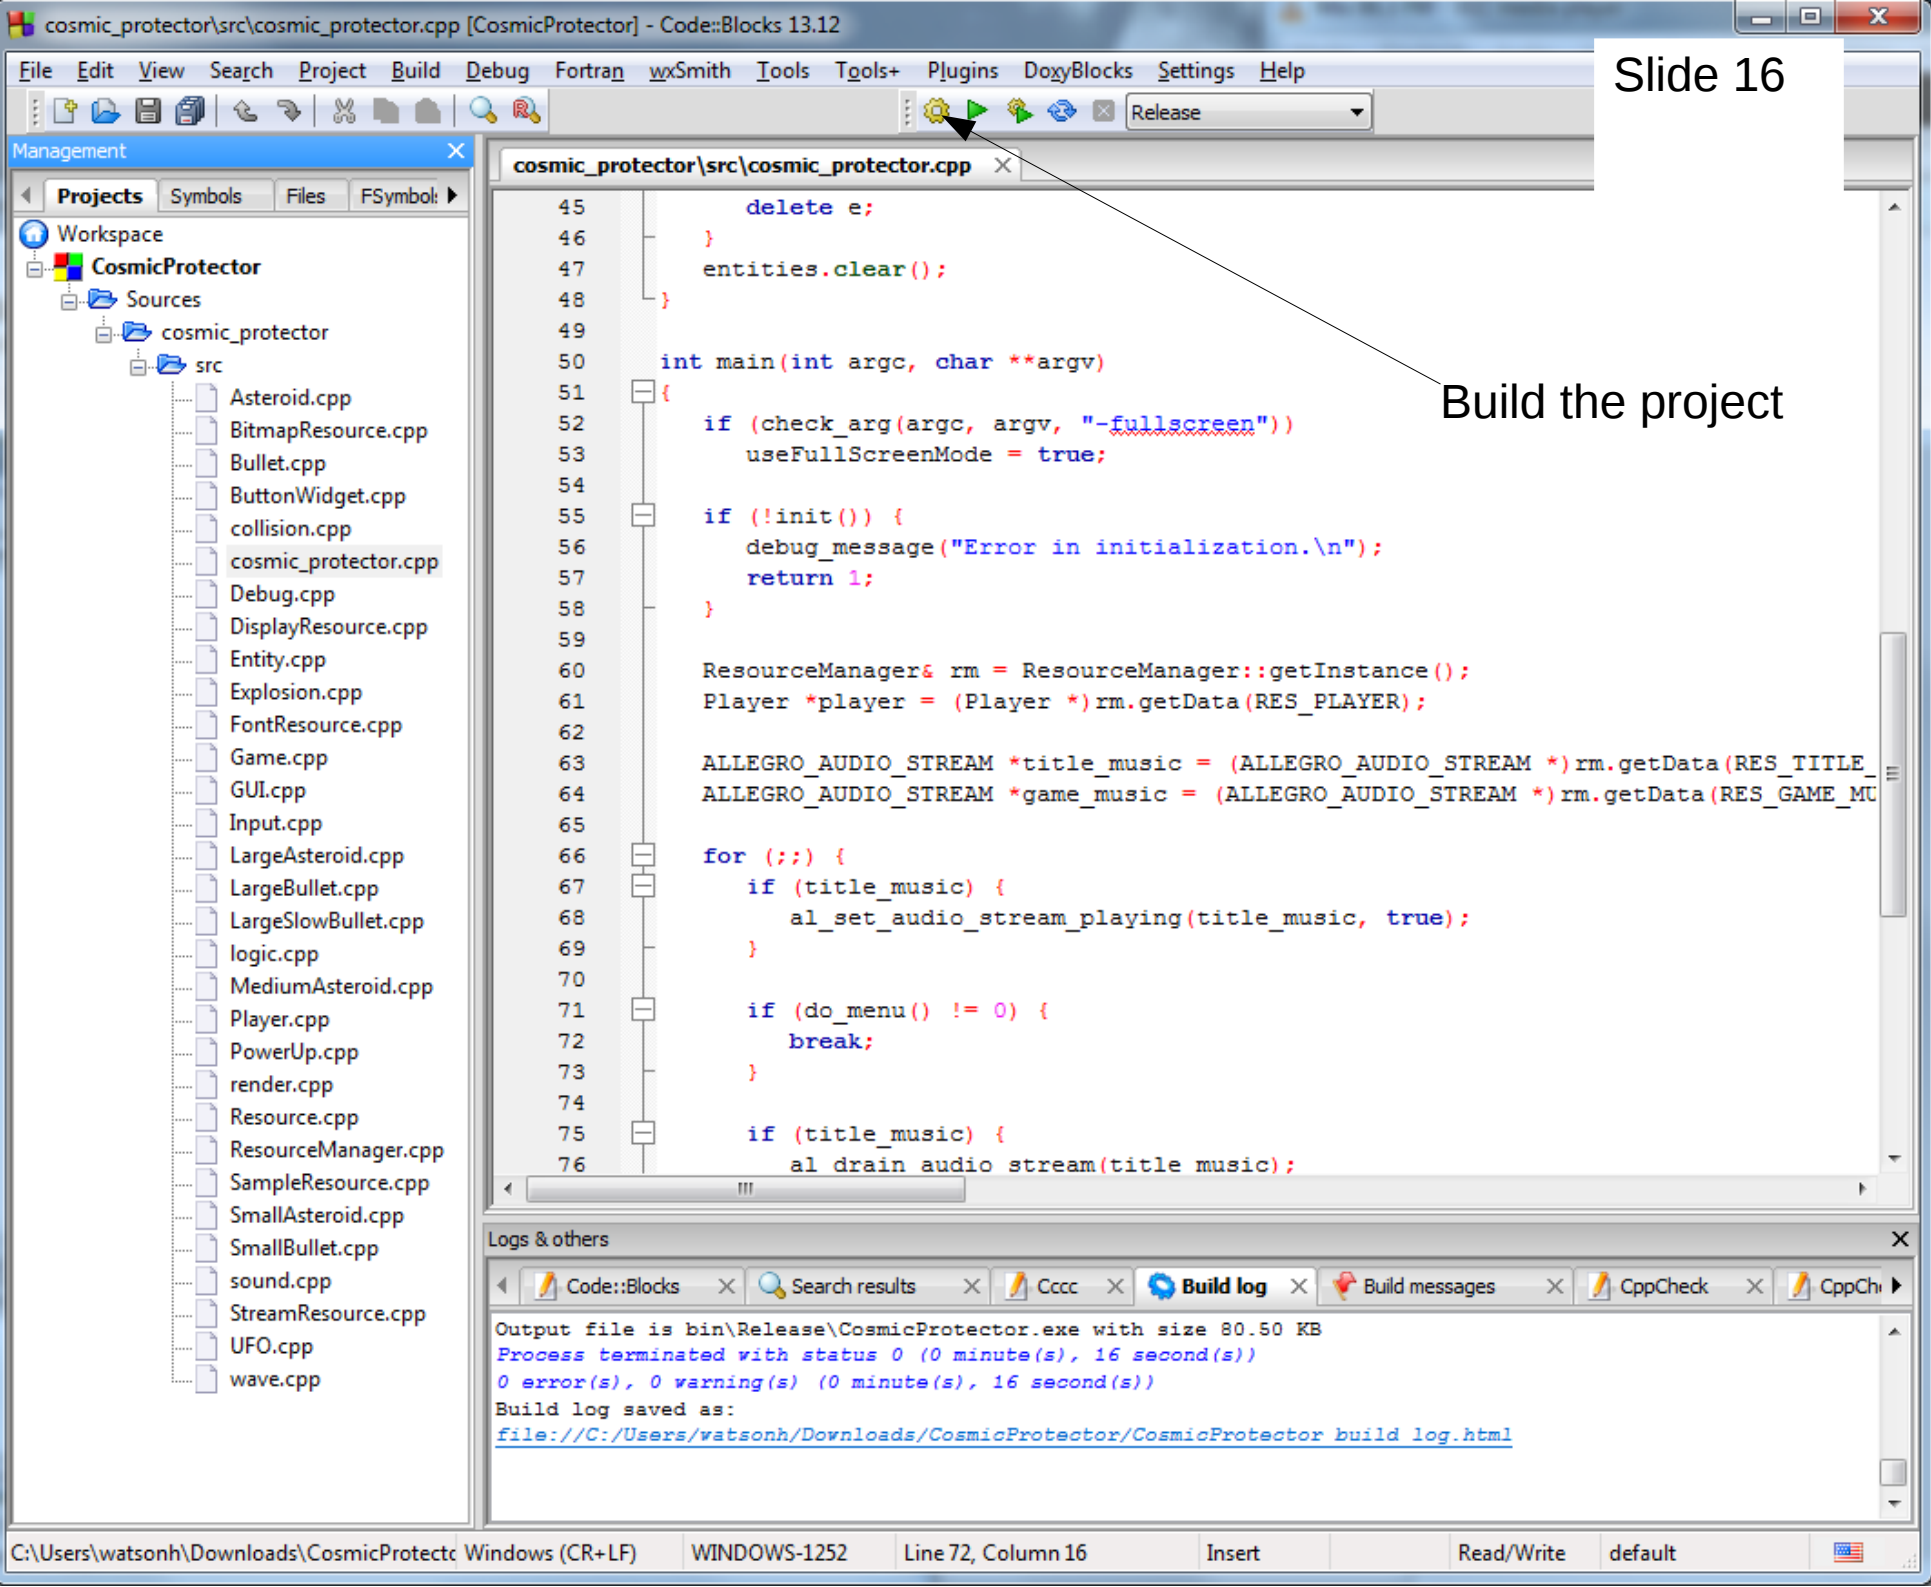 cosmic_protector\src\cosmic_protector.cpp [CosmicProtector] - Code::Blocks 13.12
File Edit View Search Project Build Debug Fortran wxSmith Tools Tools+ Plugins DoxyBlocks Settings Help
Slide 16
Release
Management
Projects Symbols Files FSymbol
Workspace
CosmicProtector
Sources
cosmic_protector
src
Asteroid.cpp
BitmapResource.cpp
Bullet.cpp
ButtonWidget.cpp
collision.cpp
cosmic_protector.cpp
Debug.cpp
DisplayResource.cpp
Entity.cpp
Explosion.cpp
FontResource.cpp
Game.cpp
GUI.cpp
Input.cpp
LargeAsteroid.cpp
LargeBullet.cpp
LargeSlowBullet.cpp
logic.cpp
MediumAsteroid.cpp
Player.cpp
PowerUp.cpp
render.cpp
Resource.cpp
ResourceManager.cpp
SampleResource.cpp
SmallAsteroid.cpp
SmallBullet.cpp
sound.cpp
StreamResource.cpp
UFO.cpp
wave.cpp
cosmic_protector\src\cosmic_protector.cpp
45 delete e;
46 }
47 entities.clear();
48 }
49
50 int main(int argc, char **argv)
51 {
52 if (check_arg(argc, argv, "-fullscreen"))
53 useFullScreenMode = true;
54
55 if (!init()) {
56 debug_message("Error in initialization.\n");
57 return 1;
58 }
59
60 ResourceManager& rm = ResourceManager::getInstance();
61 Player *player = (Player *)rm.getData(RES_PLAYER);
62
63 ALLEGRO_AUDIO_STREAM *title_music = (ALLEGRO_AUDIO_STREAM *)rm.getData(RES_TITLE_
64 ALLEGRO_AUDIO_STREAM *game_music = (ALLEGRO_AUDIO_STREAM *)rm.getData(RES_GAME_MU
65
66 for (;;) {
67 if (title_music) {
68 al_set_audio_stream_playing(title_music, true);
69 }
70
71 if (do_menu() != 0) {
72 break;
73 }
74
75 if (title_music) {
76 al_drain_audio_stream(title_music);
Build the project
Logs & others
Code::Blocks Search results Cccc Build log Build messages CppCheck CppCh
Output file is bin\Release\CosmicProtector.exe with size 80.50 KB
Process terminated with status 0 (0 minute(s), 16 second(s))
0 error(s), 0 warning(s) (0 minute(s), 16 second(s))
Build log saved as:
file://C:/Users/watsonh/Downloads/CosmicProtector/CosmicProtector_build_log.html
C:\Users\watsonh\Downloads\CosmicProtectc Windows (CR+LF) WINDOWS-1252 Line 72, Column 16 Insert Read/Write default